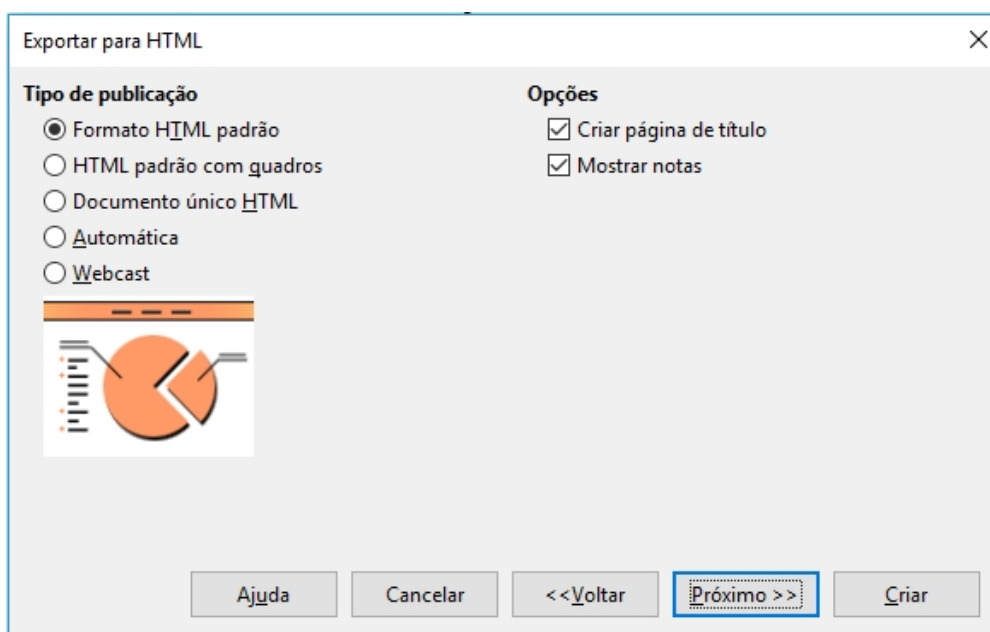 Exportar para HTML
Tipo de publicação
Formato HTML padrão
HTML padrão com quadros
Documento único HTML
Automática
Webcast
Opções
Criar página de título
Mostrar notas
Ajuda
Cancelar
<<Voltar
Próximo >>
Criar